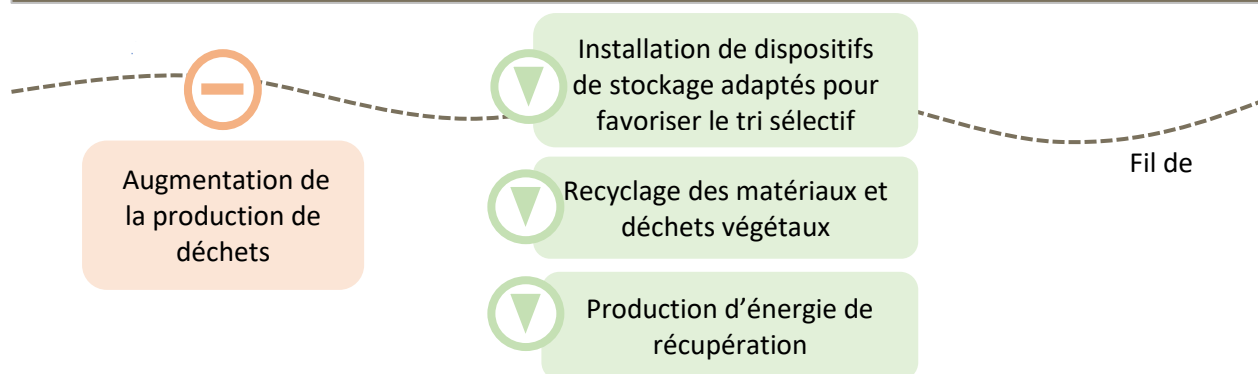 Augmentation de
la production de
déchets
Installation de dispositifs
de stockage adaptés pour
favoriser le tri sélectif
Recyclage des matériaux et
déchets végétaux
Production d’énergie de
récupération
Fil de